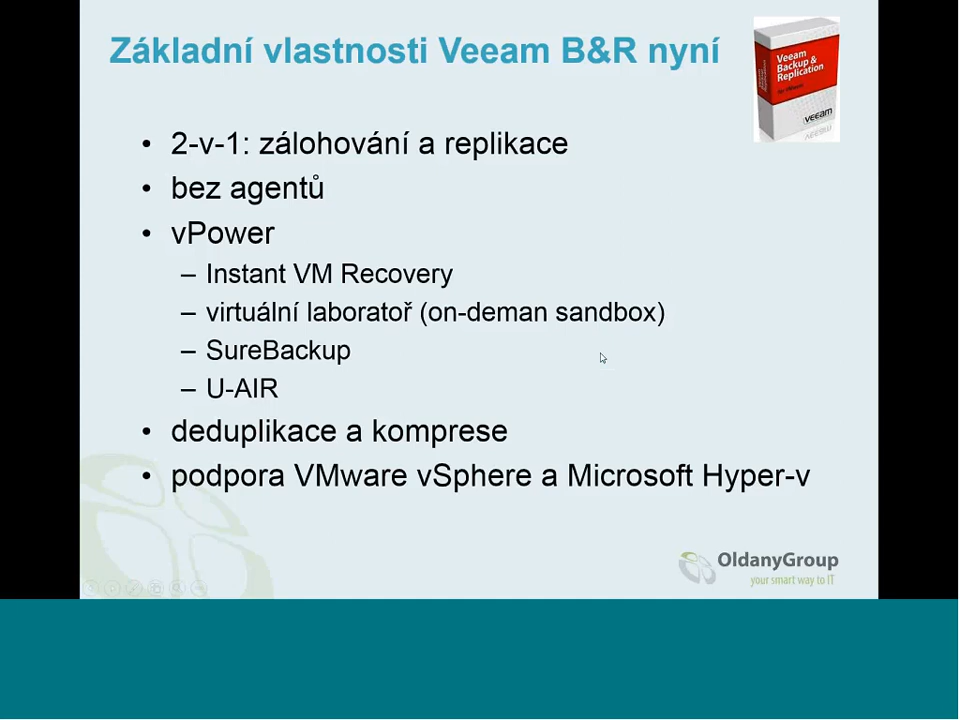 Základní vlastnosti Veeam B&R nyní
Veeam
Backup &
Replication
for VMware
veeam
• 2-v-1: zálohování a replikace
• bez agentů
• vPower
– Instant VM Recovery
– virtuální laboratoř (on-deman sandbox)
– SureBackup
– U-AIR
• deduplikace a komprese
• podpora VMware vSphere a Microsoft Hyper-v
OldanyGroup
your smart way to IT